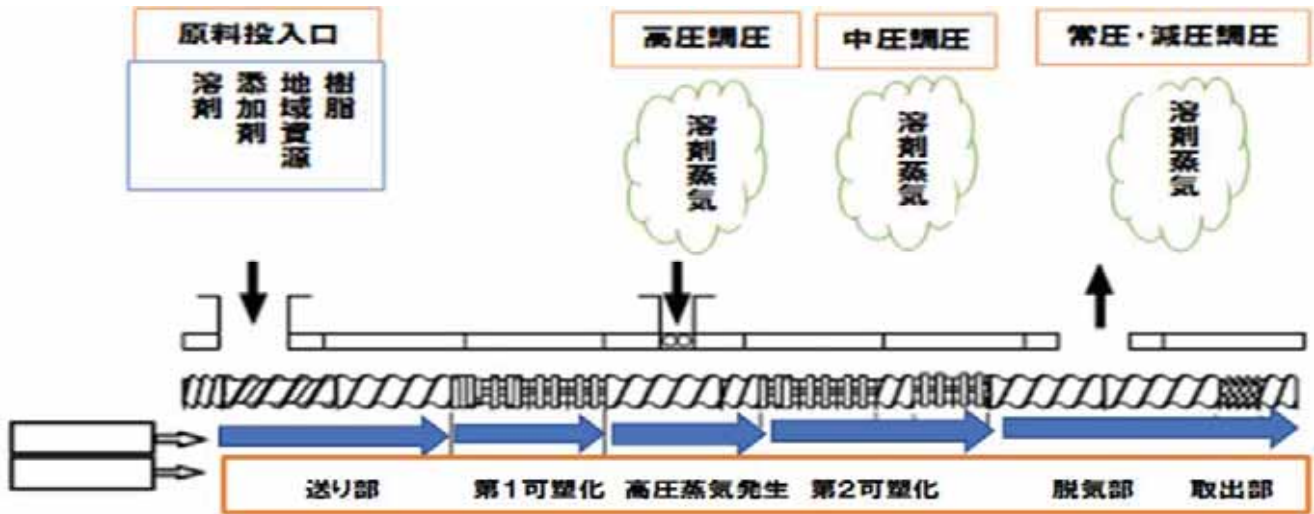 原料投入口
樹脂
地域資源
添加剤
溶剤
高圧調圧
溶剤蒸気
中圧調圧
溶剤蒸気
常圧・減圧調圧
溶剤蒸気
送り部
第1可塑化
高圧蒸気発生
第2可塑化
脱気部
取出部